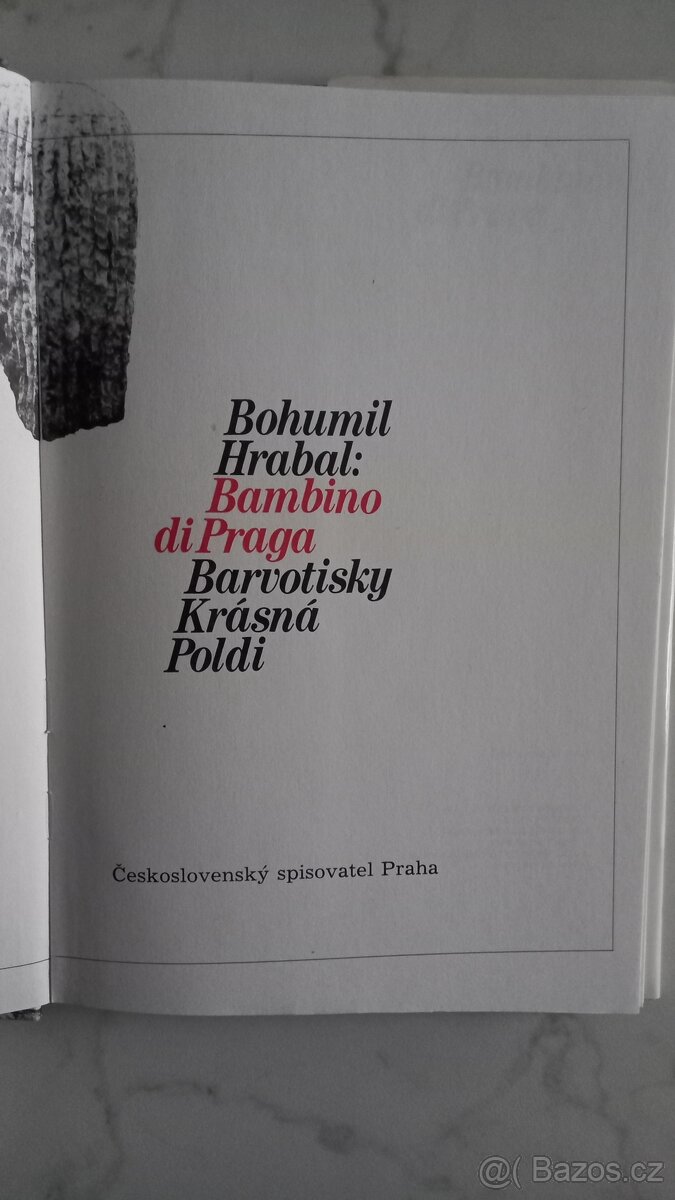 Bohumil
Hrabal:
Bambino
di Praga
Barvotisky
Krásná
Poldi
Československý spisovatel Praha
@( Bazos.cz